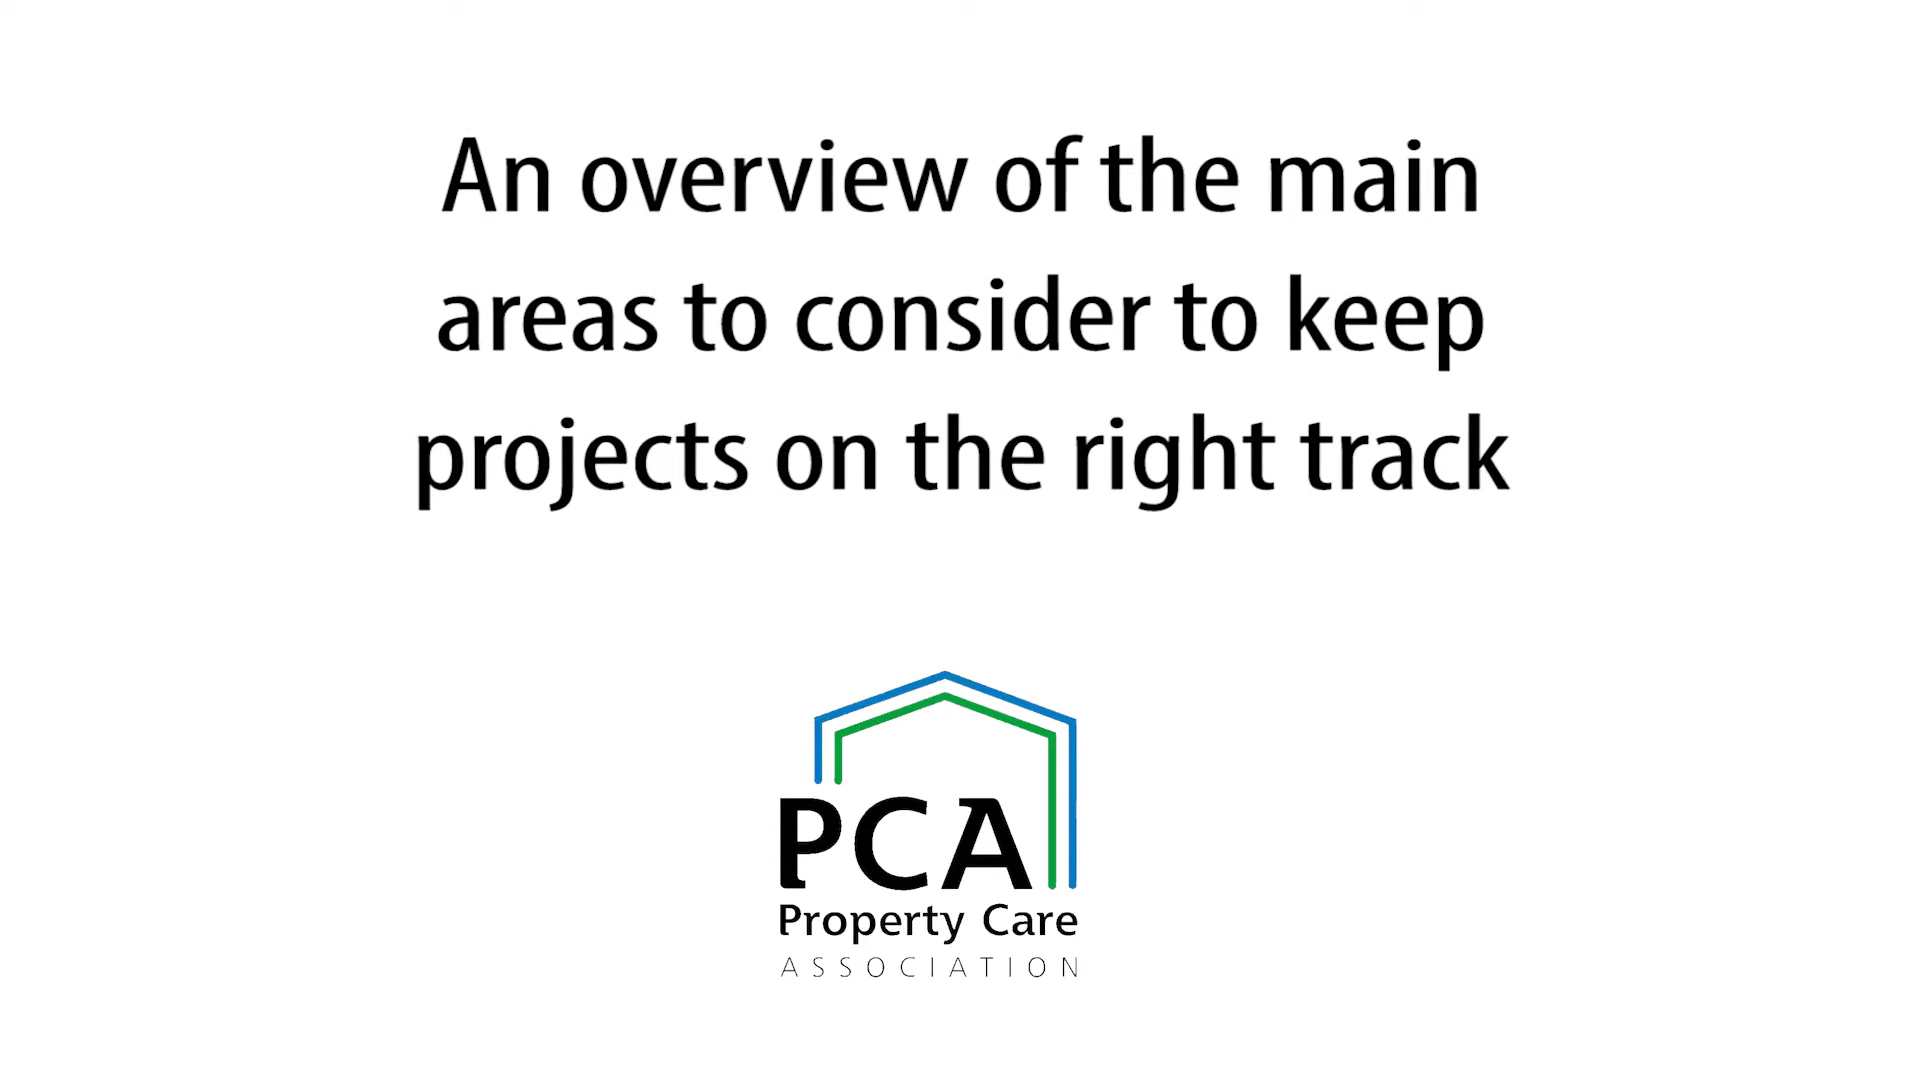 An overview of the main
areas to consider to keep
projects on the right track
PCA
Property Care
ASSOCIATION